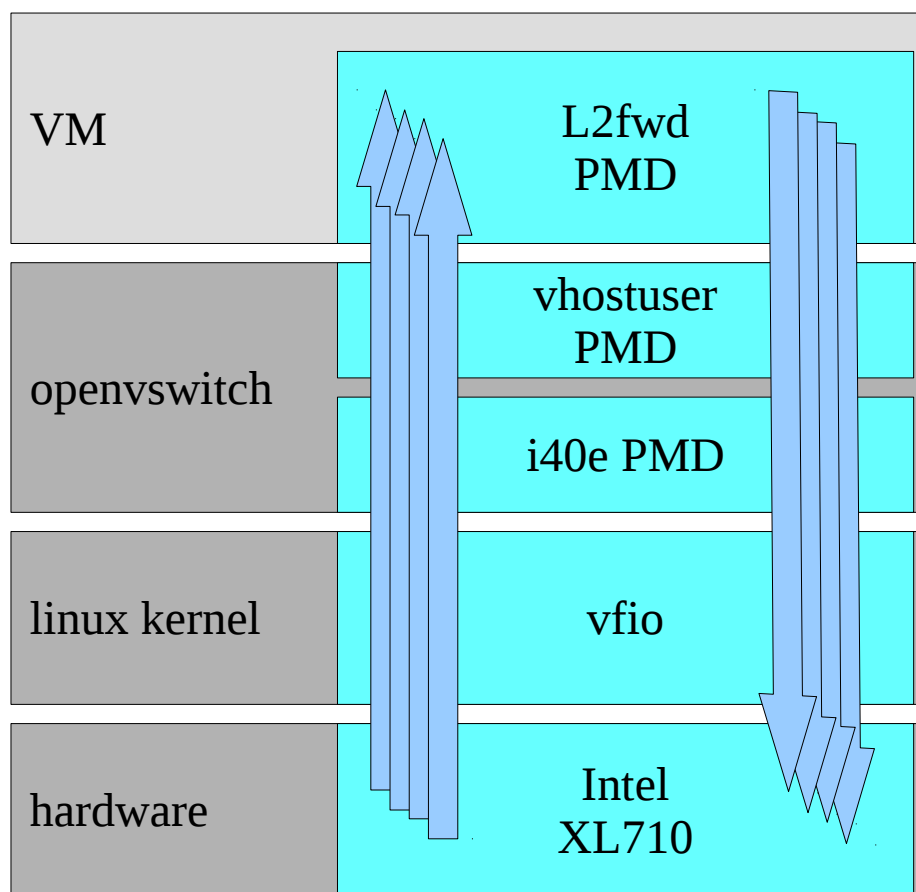 VM
L2fwd
PMD
openvswitch
vhostuser
PMD
i40e PMD
linux kernel
vfio
hardware
Intel
XL710